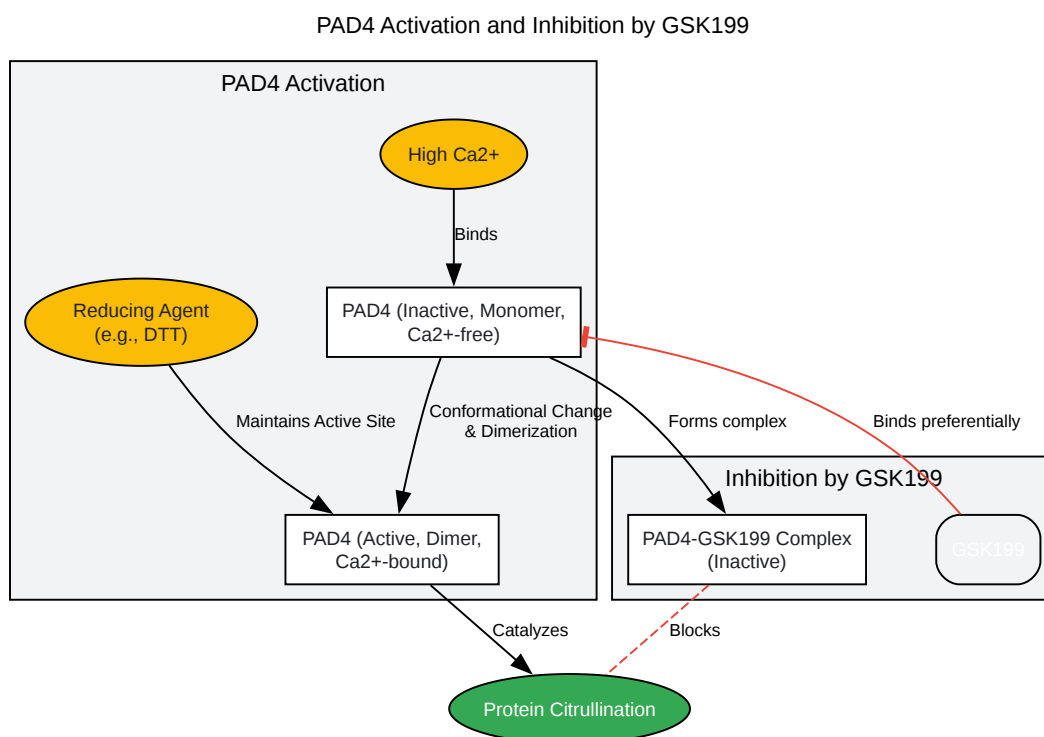 PAD4 Activation and Inhibition by GSK199
PAD4 Activation
High Ca2+
Binds
Reducing Agent
(e.g., DTT)
PAD4 (Inactive, Monomer,
Ca2+-free)
Maintains Active Site
Conformational Change
& Dimerization
Forms complex
Binds preferentially
Inhibition by GSK199
PAD4 (Active, Dimer,
Ca2+-bound)
PAD4-GSK199 Complex
(Inactive)
GSK199
Catalyzes
Blocks
Protein Citrullination